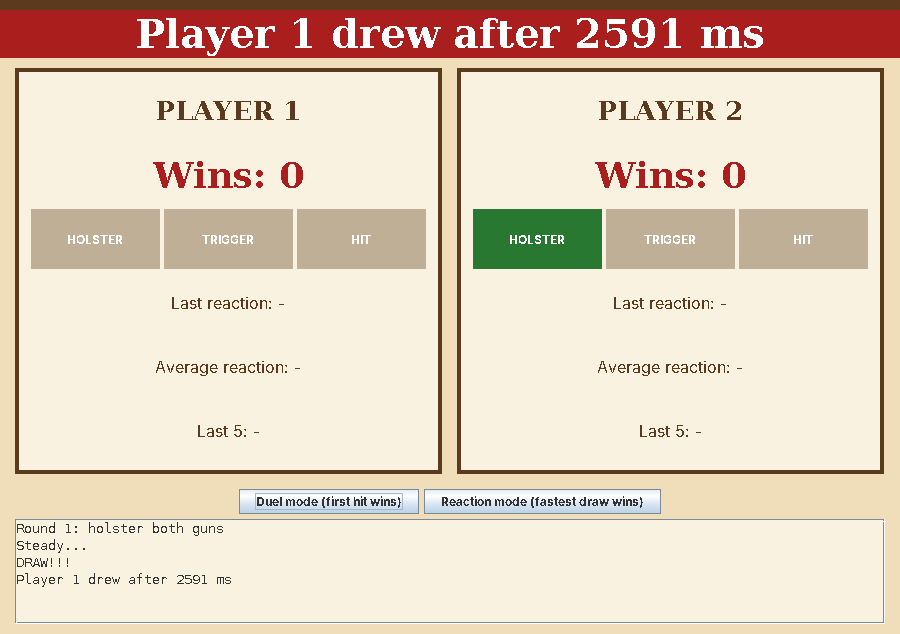 Player 1 drew after 2591 ms
PLAYER 1
Wins: 0
HOLSTER TRIGGER HIT
Last reaction: -
Average reaction: -
Last 5: -
PLAYER 2
Wins: 0
HOLSTER TRIGGER HIT
Last reaction: -
Average reaction: -
Last 5: -
Duel mode (first hit wins) Reaction mode (fastest draw wins)
Round 1: holster both guns
Steady...
DRAW!!!
Player 1 drew after 2591 ms